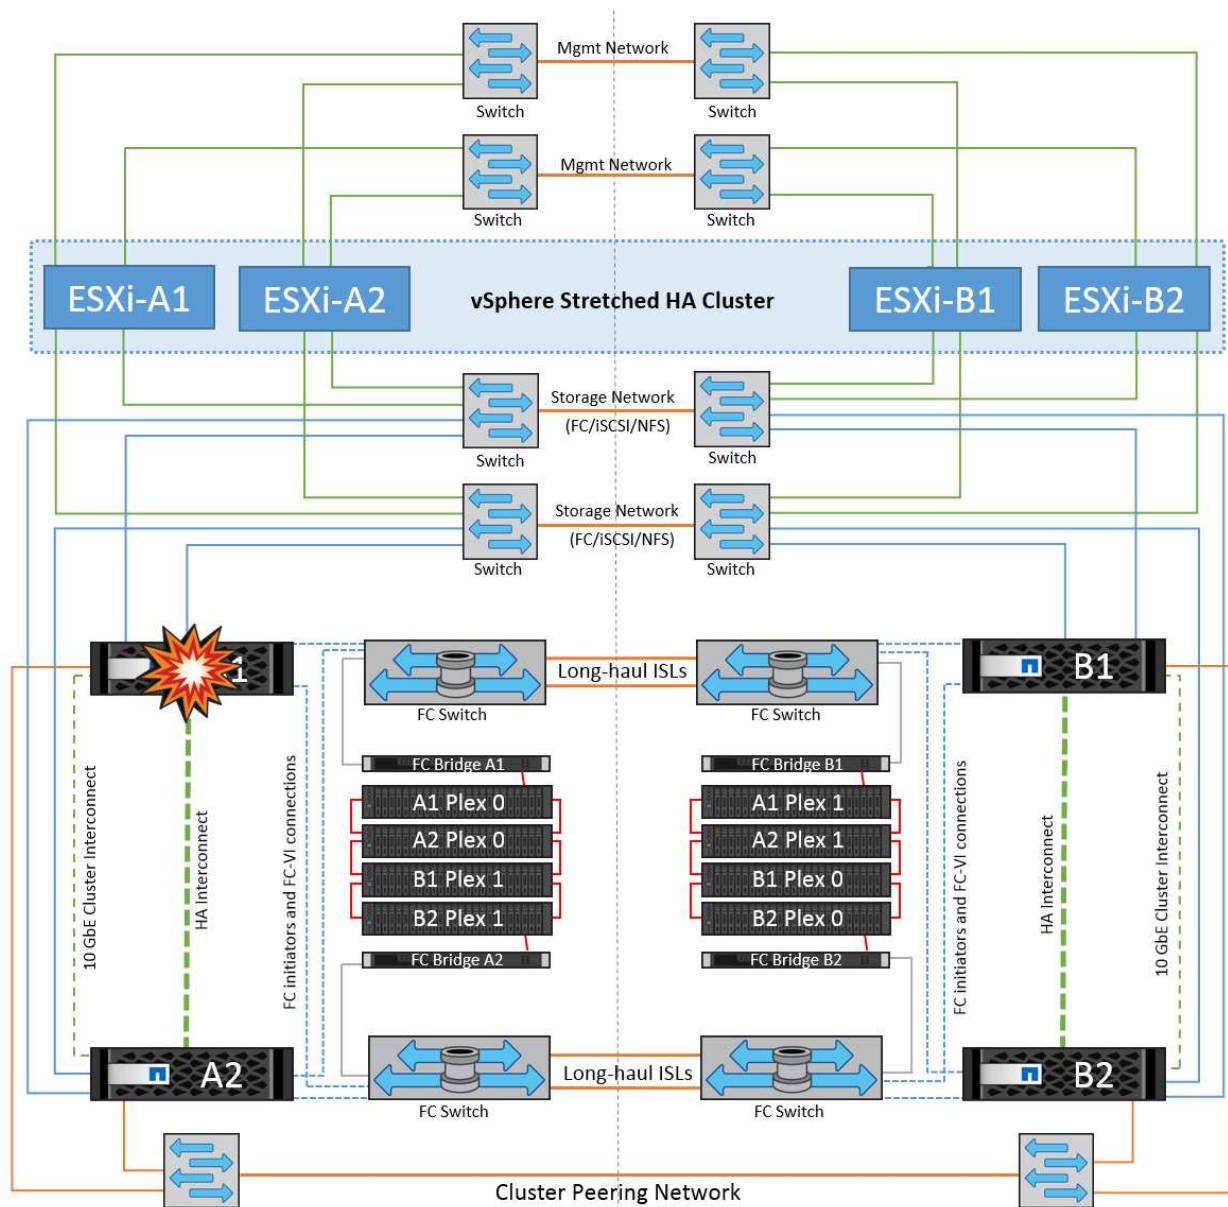 Mgmt Network
Switch
Switch
Mgmt Network
Switch
Switch
ESXi-A1
ESXi-A2
vSphere Stretched HA Cluster
ESXi-B1
ESXi-B2
Storage Network
(FC/iSCSI/NFS)
Switch
Switch
Storage Network
(FC/iSCSI/NFS)
Switch
Switch
B1
Long-haul ISLs
FC Switch
FC Switch
10 GbE Cluster Interconnect
HA Interconnect
FC initiators and FC-VI connections
FC Bridge A1
A1 Plex 0
A2 Plex 0
B1 Plex 1
B2 Plex 1
FC Bridge A2
FC Bridge B1
A1 Plex 1
A2 Plex 1
B1 Plex 0
B2 Plex 0
FC Bridge B2
FC initiators and FC-VI connections
HA Interconnect
10 GbE Cluster Interconnect
A2
Long-haul ISLs
B2
FC Switch
FC Switch
Cluster Peering Network